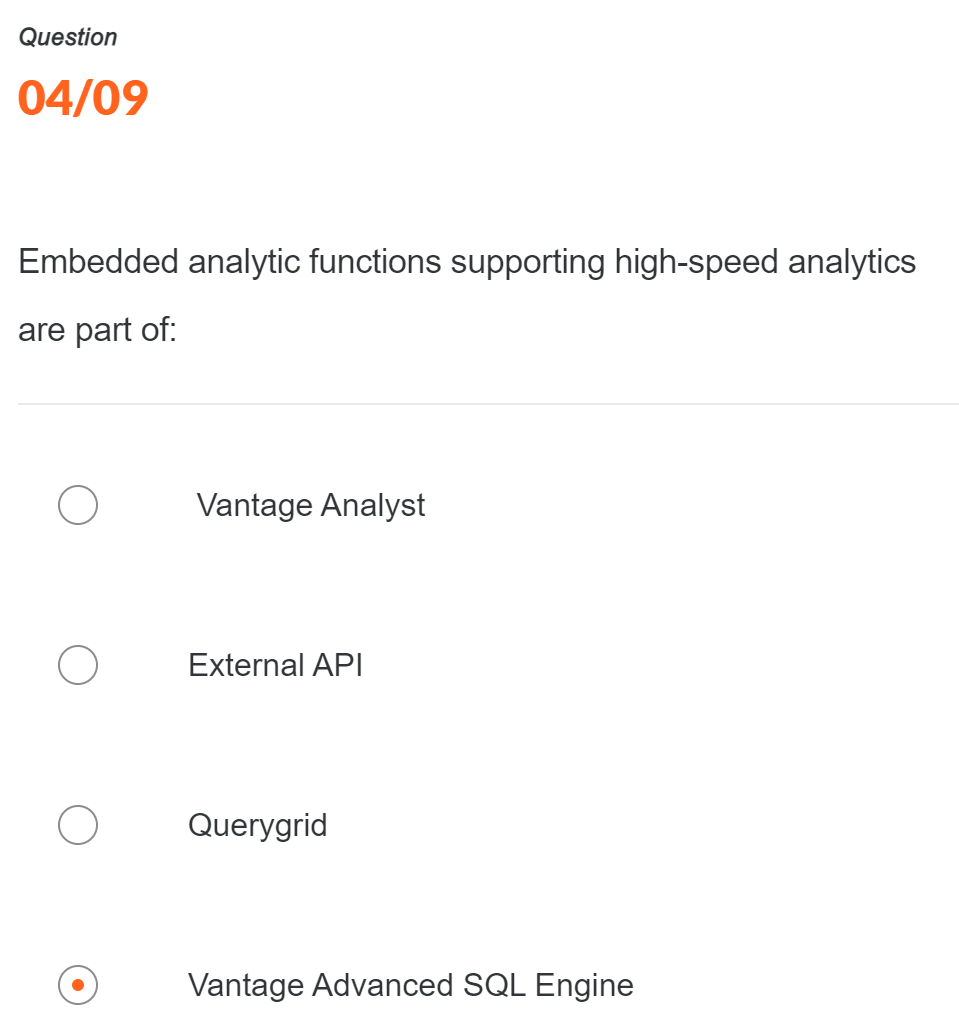 Question
04/09
Embedded analytic functions supporting high-speed analytics
are part of:
Vantage Analyst
External API
Querygrid
Vantage Advanced SQL Engine